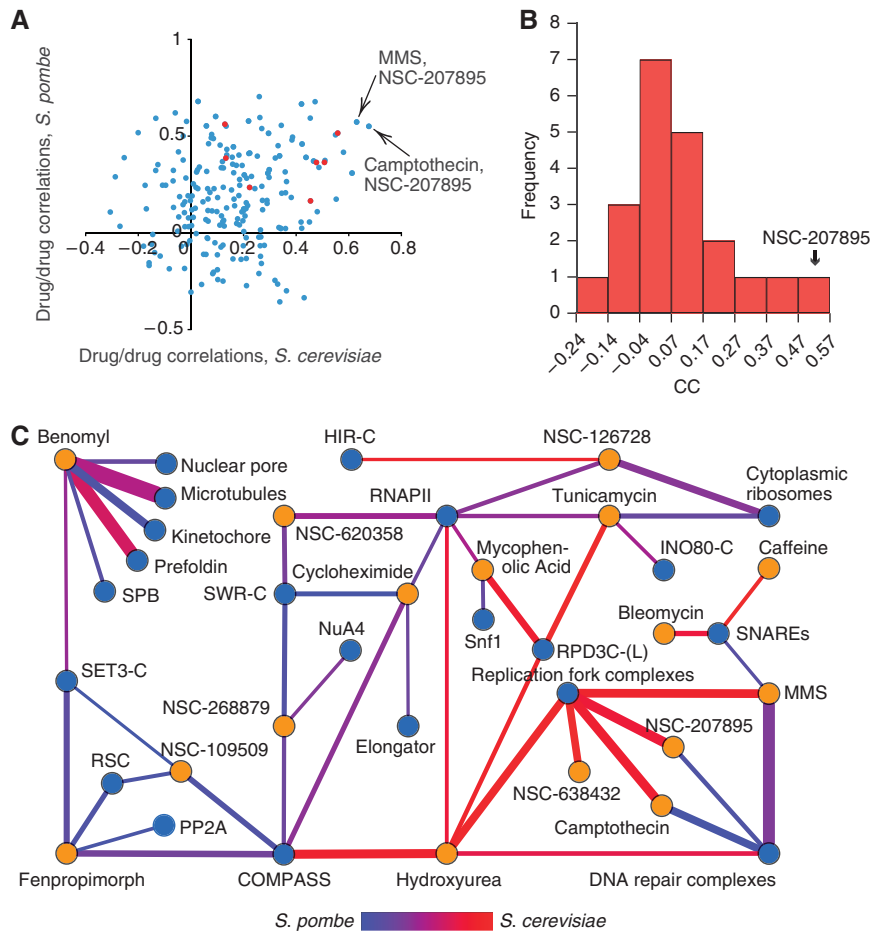 A
Drug/drug correlations, S. pombe
1
0.5
0
−0.5
−0.4
−0.2
0
0.2
0.4
0.6
0.8
MMS,
NSC-207895
Camptothecin,
NSC-207895
Drug/drug correlations, S. cerevisiae
B
Frequency
8
7
6
5
4
3
2
1
0
NSC-207895
−0.24
−0.14
−0.04
0.07
0.17
0.27
0.37
0.47
0.57
CC
C
Benomyl
HIR-C
NSC-126728
Nuclear pore
Microtubules
Kinetochore
Prefoldin
SPB
RNAPII
Tunicamycin
Cytoplasmic
ribosomes
NSC-620358
Mycophen-
olic Acid
INO80-C
Caffeine
SWR-C
Cycloheximide
NuA4
Snf1
Bleomycin
SNAREs
RPD3C-(L)
SET3-C
Replication fork complexes
MMS
NSC-268879
Elongator
NSC-207895
NSC-109509
RSC
NSC-638432
PP2A
Camptothecin
Fenpropimorph
COMPASS
Hydroxyurea
DNA repair complexes
S. pombe
S. cerevisiae